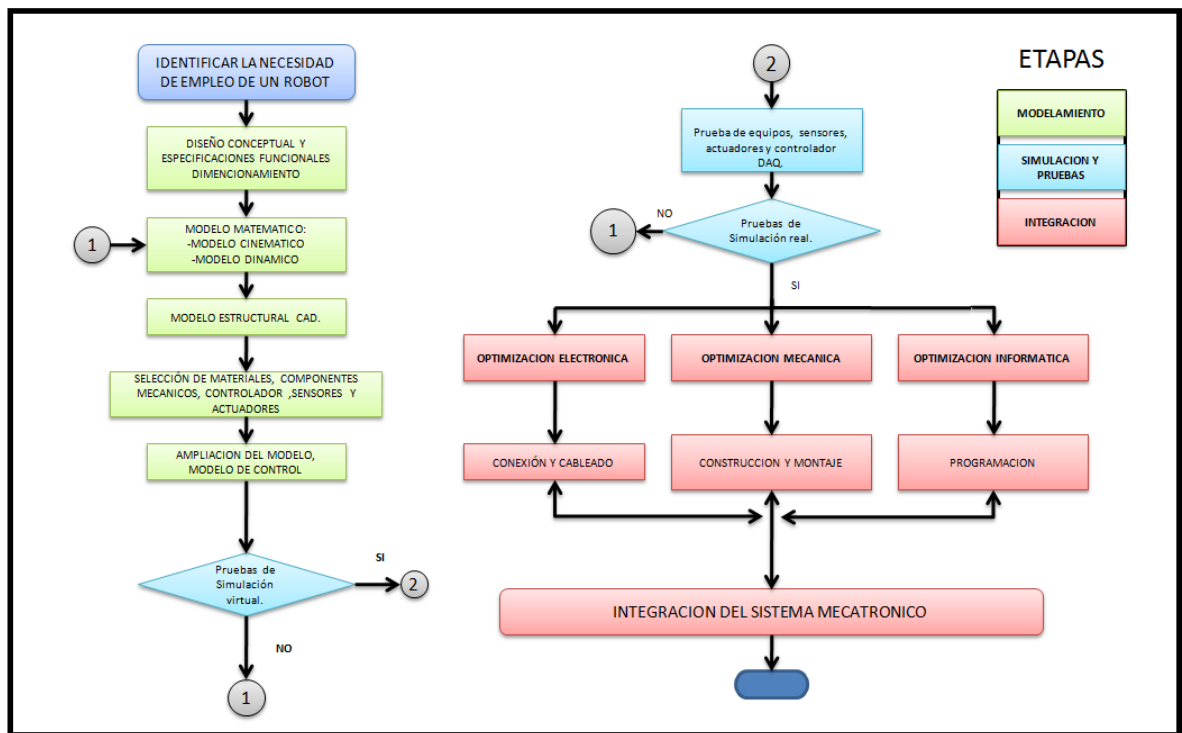 IDENTIFICAR LA NECESIDAD
DE EMPLEO DE UN ROBOT
DISEÑO CONCEPTUAL Y
ESPECIFICACIONES FUNCIONALES
DIMENCIONAMIENTO
1
MODELO MATEMATICO:
-MODELO CINEMATICO
-MODELO DINAMICO
MODELO ESTRUCTURAL CAD.
SELECCIÓN DE MATERIALES, COMPONENTES
MECANICOS, CONTROLADOR ,SENSORES Y
ACTUADORES
AMPLIACION DEL MODELO,
MODELO DE CONTROL
Pruebas de
Simulación
virtual.
SI
2
NO
1
2
Prueba de equipos, sensores,
actuadores y controlador
DAQ.
Pruebas de
Simulación real.
NO
1
SI
OPTIMIZACION ELECTRÓNICA
OPTIMIZACION MECANICA
OPTIMIZACION INFORMATICA
CONEXIÓN Y CABLEADO
CONSTRUCCION Y MONTAJE
PROGRAMACION
INTEGRACION DEL SISTEMA MECATRONICO
ETAPAS
MODELAMIENTO
SIMULACION Y
PRUEBAS
INTEGRACION